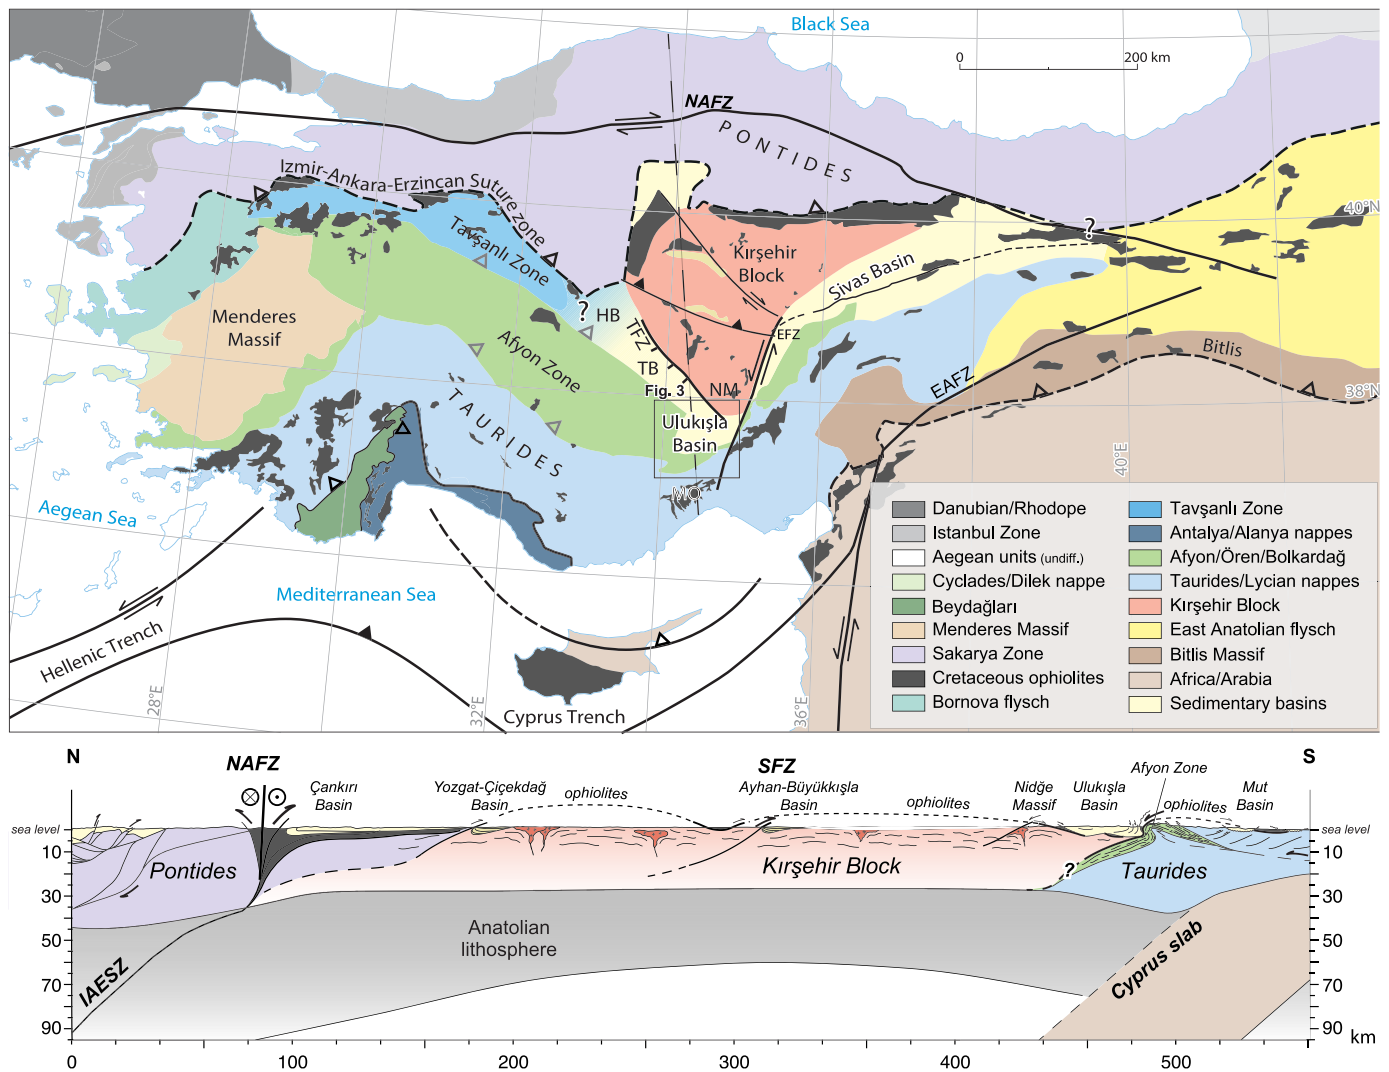 Black Sea
0
200 km
NAFZ
PONTIDES
Izmir-Ankara-Erzincan Suture zone
40°N
?
Tavşanlı Zone
Kırşehir
Block
Sivas Basin
Menderes
Massif
?
HB
TFZ
EFZ
Afyon Zone
TB
Fig. 3
NM
Bitlis
EAFZ
38°N
TAURIDES
Ulukışla
Basin
40°E
MO
Aegean Sea
Mediterranean Sea
Hellenic Trench
Cyprus Trench
28°E
32°E
36°E
Danubian/Rhodope
Istanbul Zone
Aegean units (undiff.)
Cyclades/Dilek nappe
Beydağları
Menderes Massif
Sakarya Zone
Cretaceous ophiolites
Bornova flysch
Tavşanlı Zone
Antalya/Alanya nappes
Afyon/Ören/Bolkardağ
Taurides/Lycian nappes
Kırşehir Block
East Anatolian flysch
Bitlis Massif
Africa/Arabia
Sedimentary basins
N
S
NAFZ
SFZ
Çankırı
Basin
Yozgat-Çiçekdağ
Basin
ophiolites
Ayhan-Büyükkışla
Basin
ophiolites
Niđğe
Massif
Ulukışla
Basin
Afyon Zone
ophiolites
Mut
Basin
sea level
sea level
10
30
50
70
90
10
30
50
70
90
km
Pontides
Kırşehir Block
?
Taurides
Anatolian
lithosphere
IAESZ
Cyprus slab
0
100
200
300
400
500